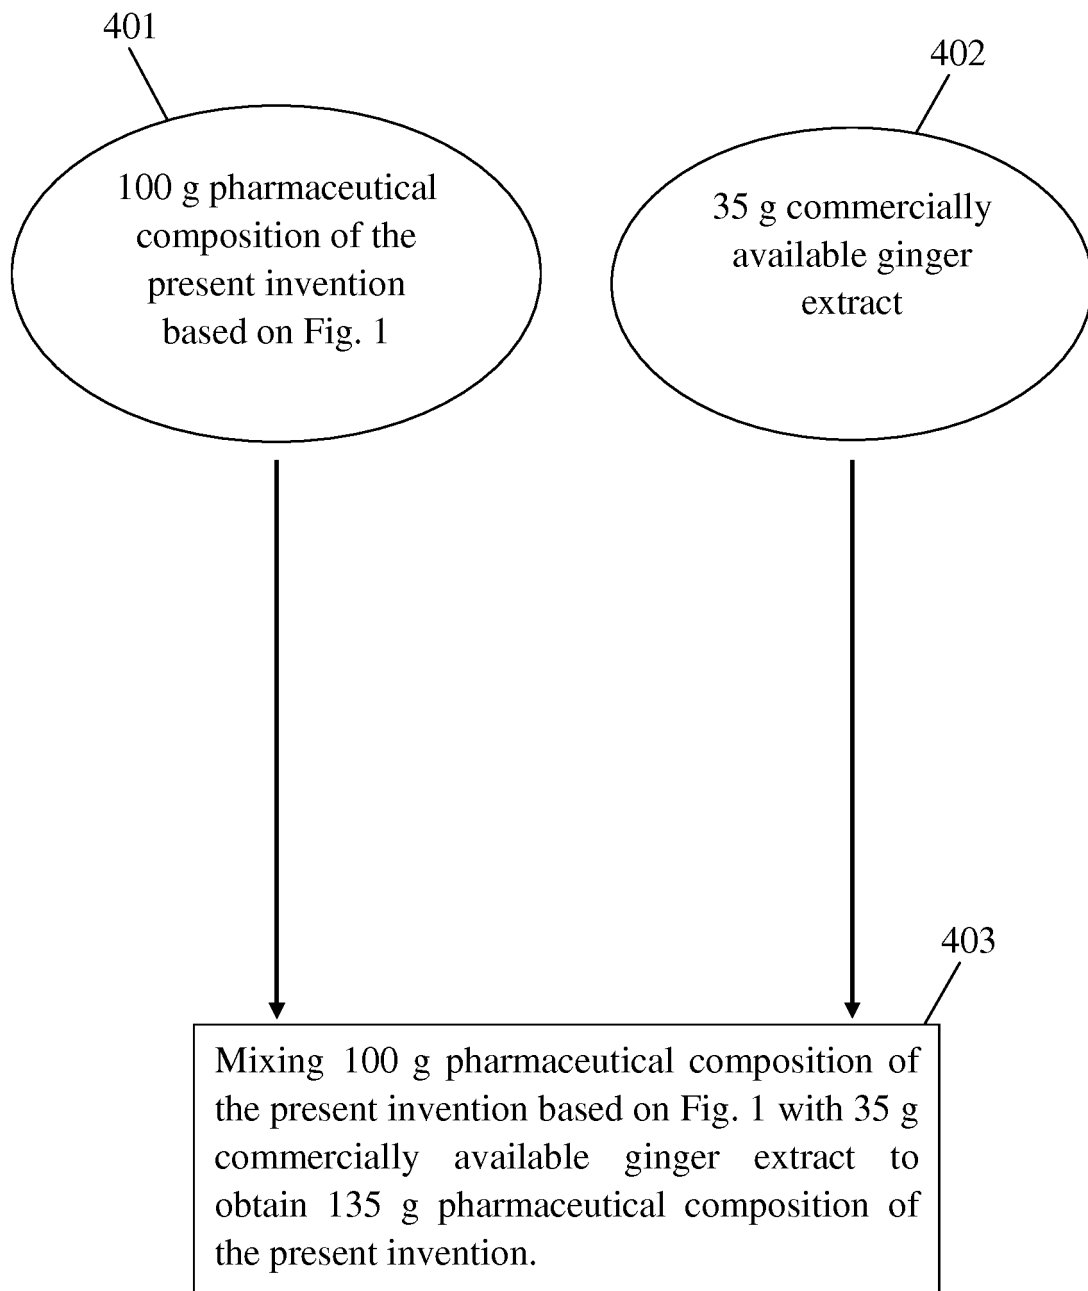 401
402
100 g pharmaceutical
composition of the
present invention
based on Fig. 1
35 g commercially
available ginger
extract
403
Mixing 100 g pharmaceutical composition of
the present invention based on Fig. 1 with 35 g
commercially available ginger extract to
obtain 135 g pharmaceutical composition of
the present invention.